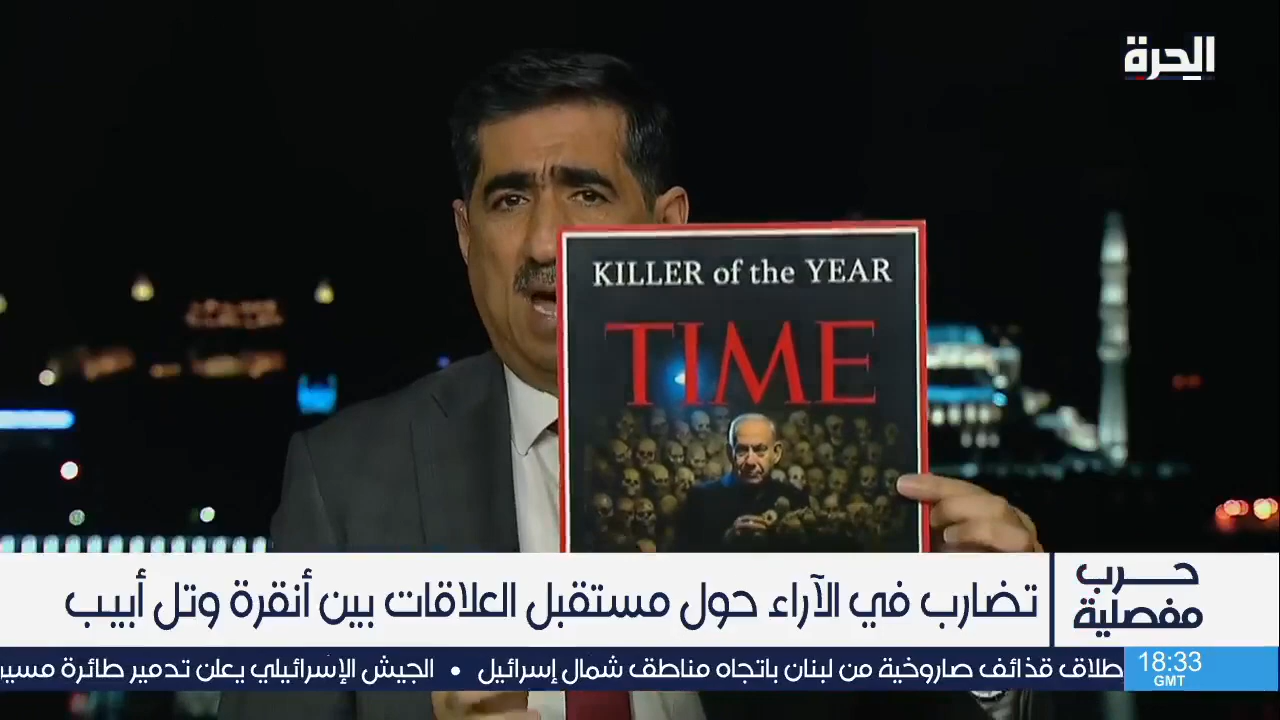 الحرة
KILLER of the YEAR
TIME
حرب
مفصلية
تضارب في الآراء حول مستقبل العلاقات بين أنقرة وتل أبيب
18:33
GMT
طلاق قذائف صاروخية من لبنان باتجاه مناطق شمال إسرائيل • الجيش الإسرائيلي يعلن تدمير طائرة مسير